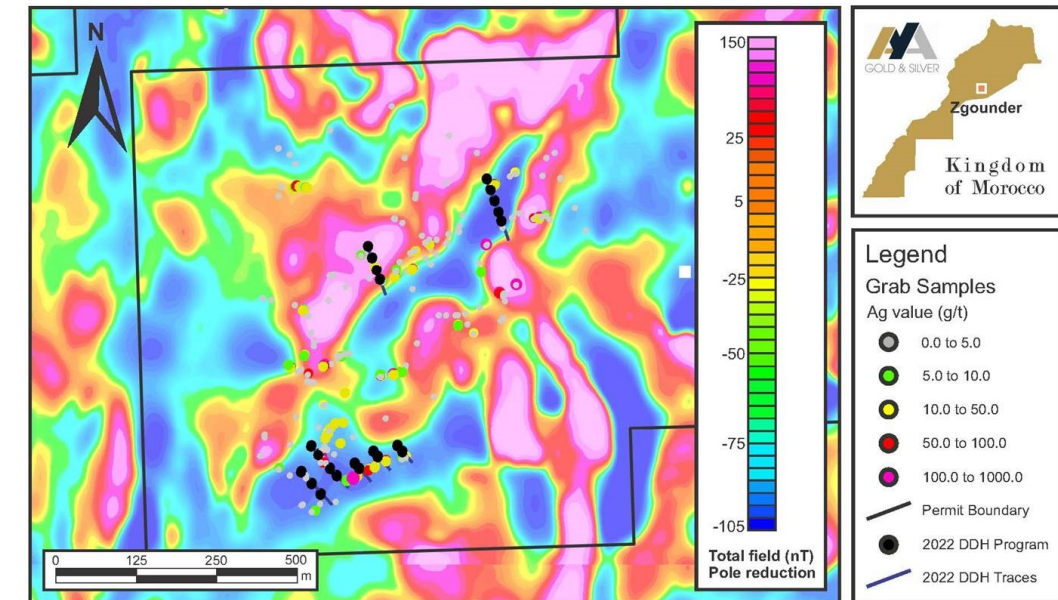 N
150
25
5
-25
-50
-75
-105
Total field (nT)
Pole reduction
0 125 250 500
m
AYA
GOLD & SILVER
Zgounder
Kingdom
of Morocco
Legend
Grab Samples
Ag value (g/t)
0.0 to 5.0
5.0 to 10.0
10.0 to 50.0
50.0 to 100.0
100.0 to 1000.0
Permit Boundary
2022 DDH Program
2022 DDH Traces